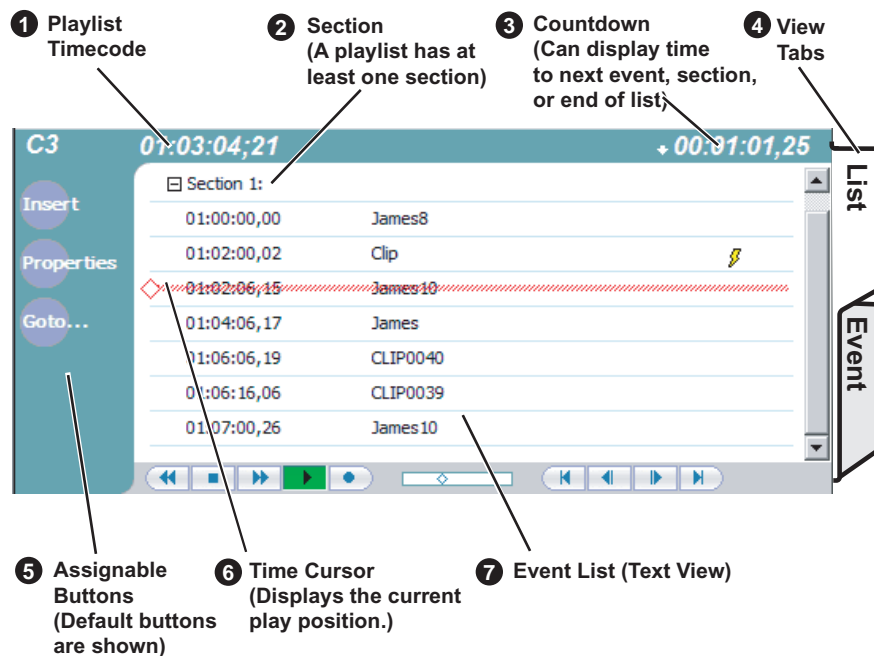 1 Playlist
Timecode
2 Section
(A playlist has at
least one section)
3 Countdown
(Can display time
to next event, section,
or end of list)
4 View
Tabs
C3
01:03:04;21
00:01:01,25
List
Event
Insert
Properties
Goto...
Section 1:
01:00:00,00 James8
01:02:00,02 Clip
01:02:06,15 James10
01:04:06,17 James
01:06:06,19 CLIP0040
01:06:16,06 CLIP0039
01:07:00,26 James10
5 Assignable
Buttons
(Default buttons
are shown)
6 Time Cursor
(Displays the current
play position.)
7 Event List (Text View)